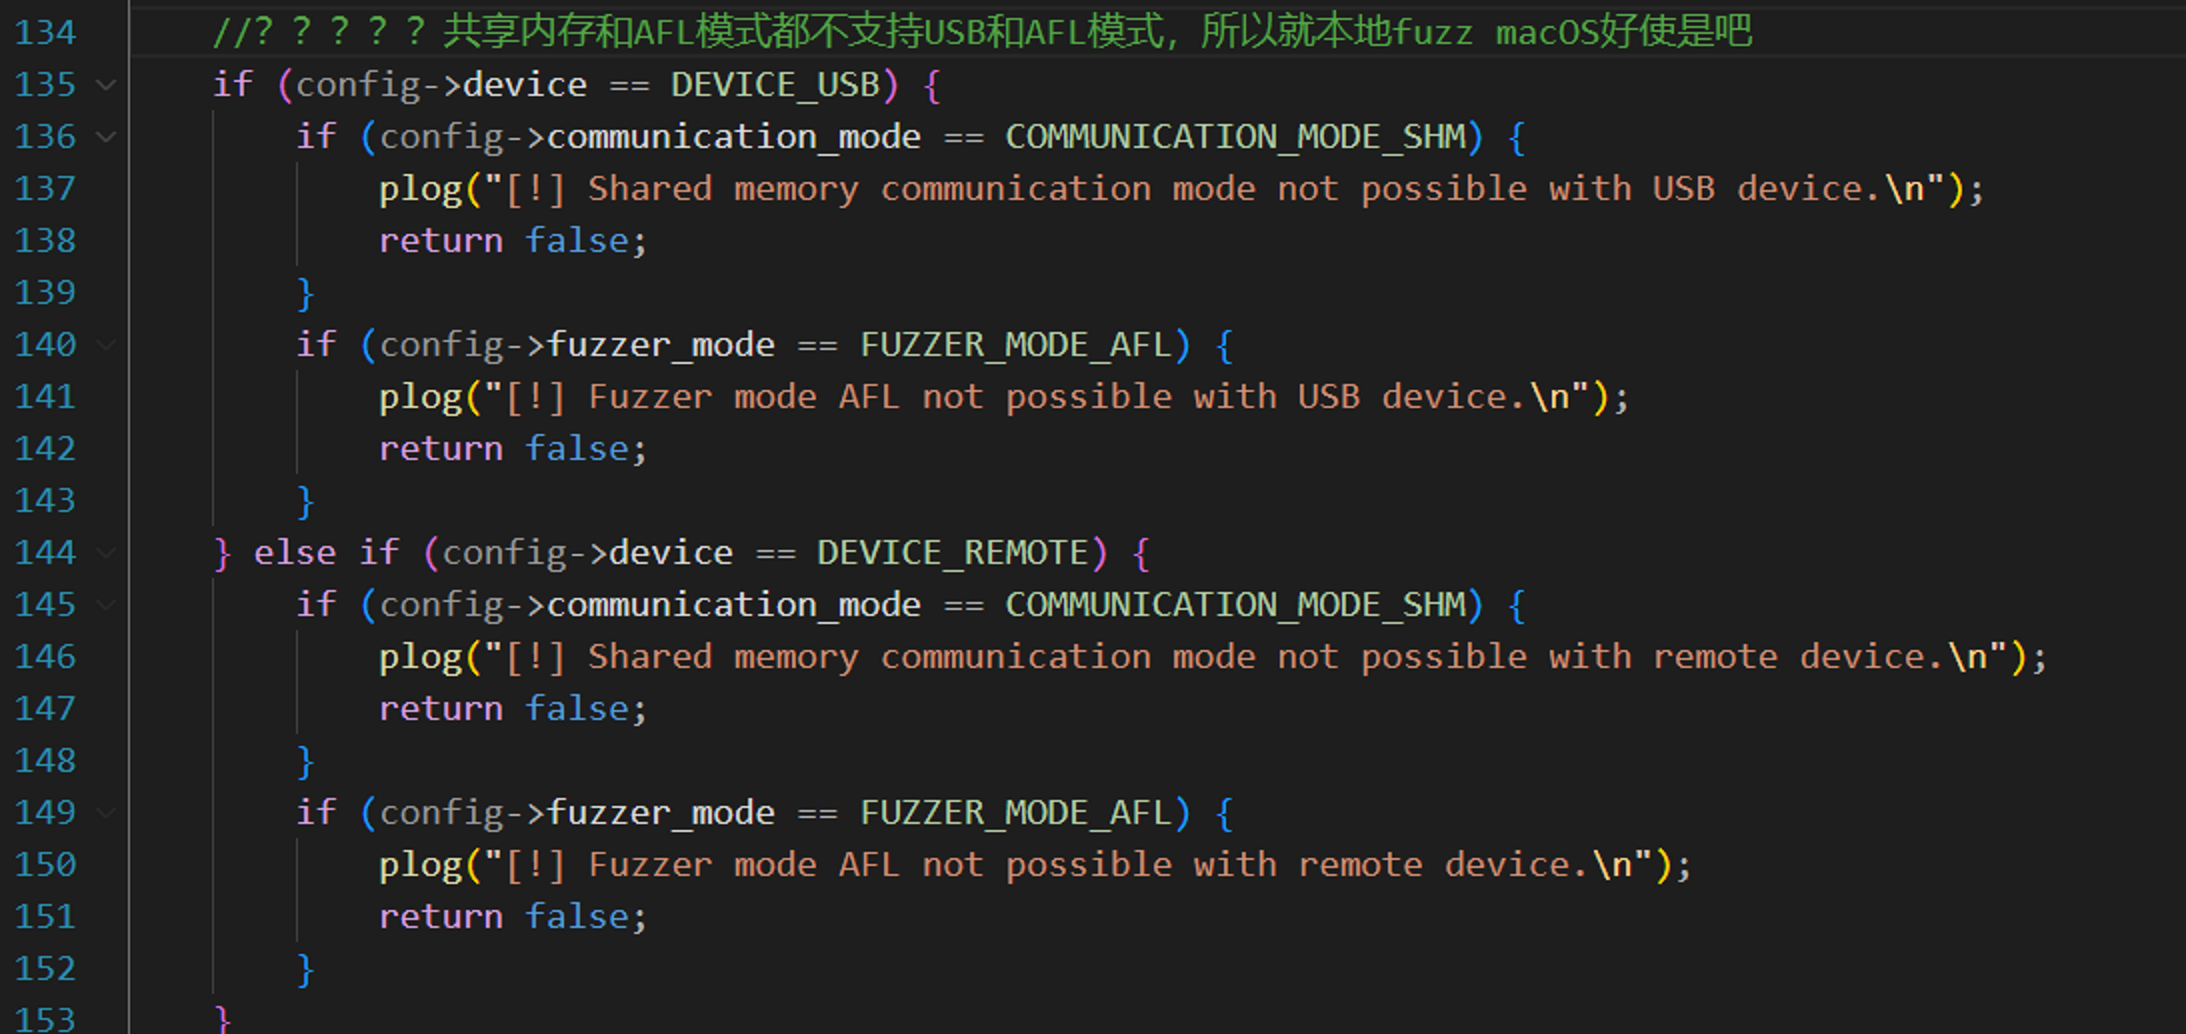 134 //？？？？？共享内存和AFL模式都不支持USB和AFL模式，所以就本地fuzz macOS好使是吧
135 if (config->device == DEVICE_USB) {
136 if (config->communication_mode == COMMUNICATION_MODE_SHM) {
137 plog("[!] Shared memory communication mode not possible with USB device.\n");
138 return false;
139 }
140 if (config->fuzzer_mode == FUZZER_MODE_AFL) {
141 plog("[!] Fuzzer mode AFL not possible with USB device.\n");
142 return false;
143 }
144 } else if (config->device == DEVICE_REMOTE) {
145 if (config->communication_mode == COMMUNICATION_MODE_SHM) {
146 plog("[!] Shared memory communication mode not possible with remote device.\n");
147 return false;
148 }
149 if (config->fuzzer_mode == FUZZER_MODE_AFL) {
150 plog("[!] Fuzzer mode AFL not possible with remote device.\n");
151 return false;
152 }
153 }